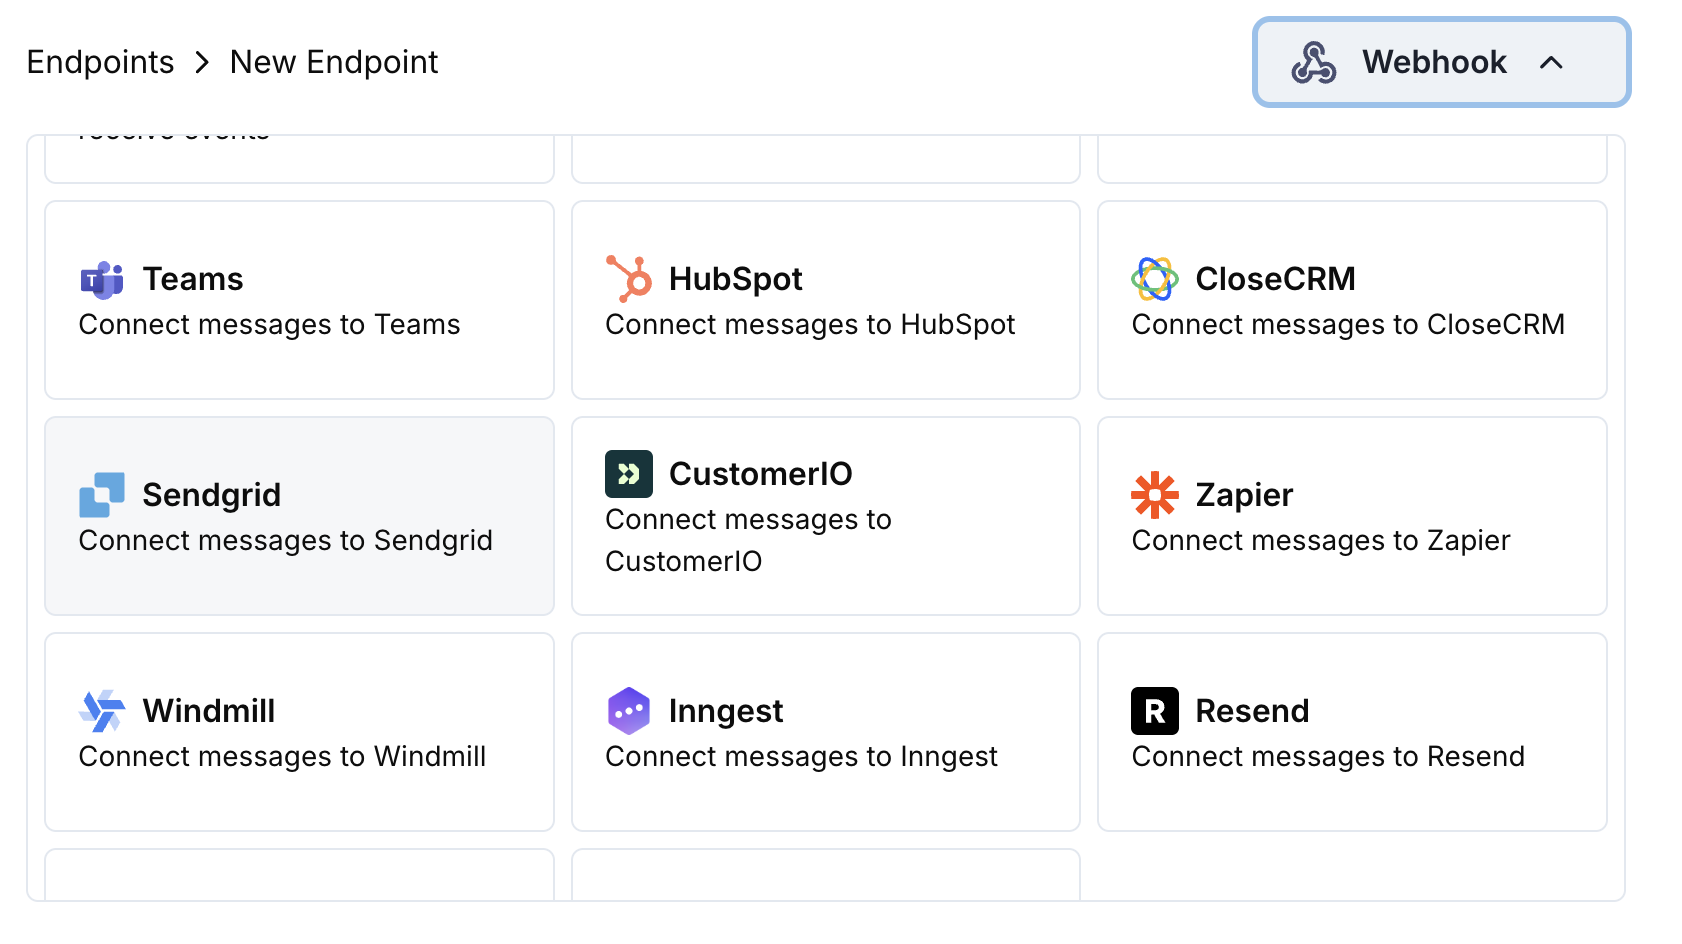 Endpoints > New Endpoint
Webhook
receive events
Teams
Connect messages to Teams
HubSpot
Connect messages to HubSpot
CloseCRM
Connect messages to CloseCRM
Sendgrid
Connect messages to Sendgrid
CustomerIO
Connect messages to
CustomerIO
Zapier
Connect messages to Zapier
Windmill
Connect messages to Windmill
Inngest
Connect messages to Inngest
Resend
Connect messages to Resend